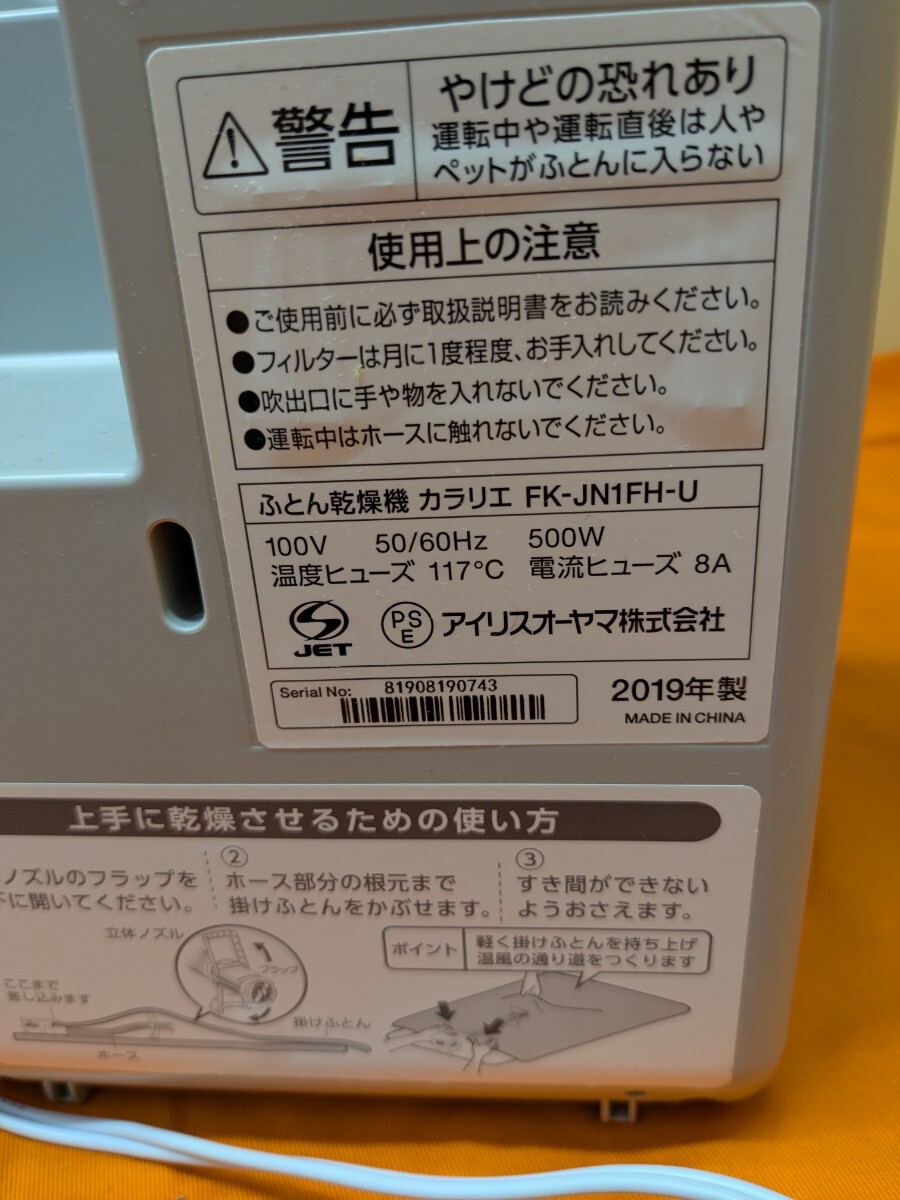 警告
やけどの恐れあり
運転中や運転直後は人や
ペットがふとんに入らない
使用上の注意
●ご使用前に必ず取扱説明書をお読みください。
●フィルターは月に1度程度、お手入れしてください。
●吹出口に手や物を入れないでください。
●運転中はホースに触れないでください。
ふとん乾燥機 カラリエ FK-JN1FH-U
100V 50/60Hz 500W
温度ヒューズ 117℃ 電流ヒューズ 8A
JET PSE アイリスオーヤマ株式会社
Serial No: 81908190743
2019年製
MADE IN CHINA
上手に乾燥させるための使い方
ノズルのフラップを
に開いてください。
②
ホース部分の根元まで
掛けふとんをかぶせます。
③
すき間ができない
ようおさえます。
立体ノズル
フラップ
ここまで
差し込みます
ホース
掛けふとん
ポイント
軽く掛けふとんを持ち上げ
温風の通り道をつくります